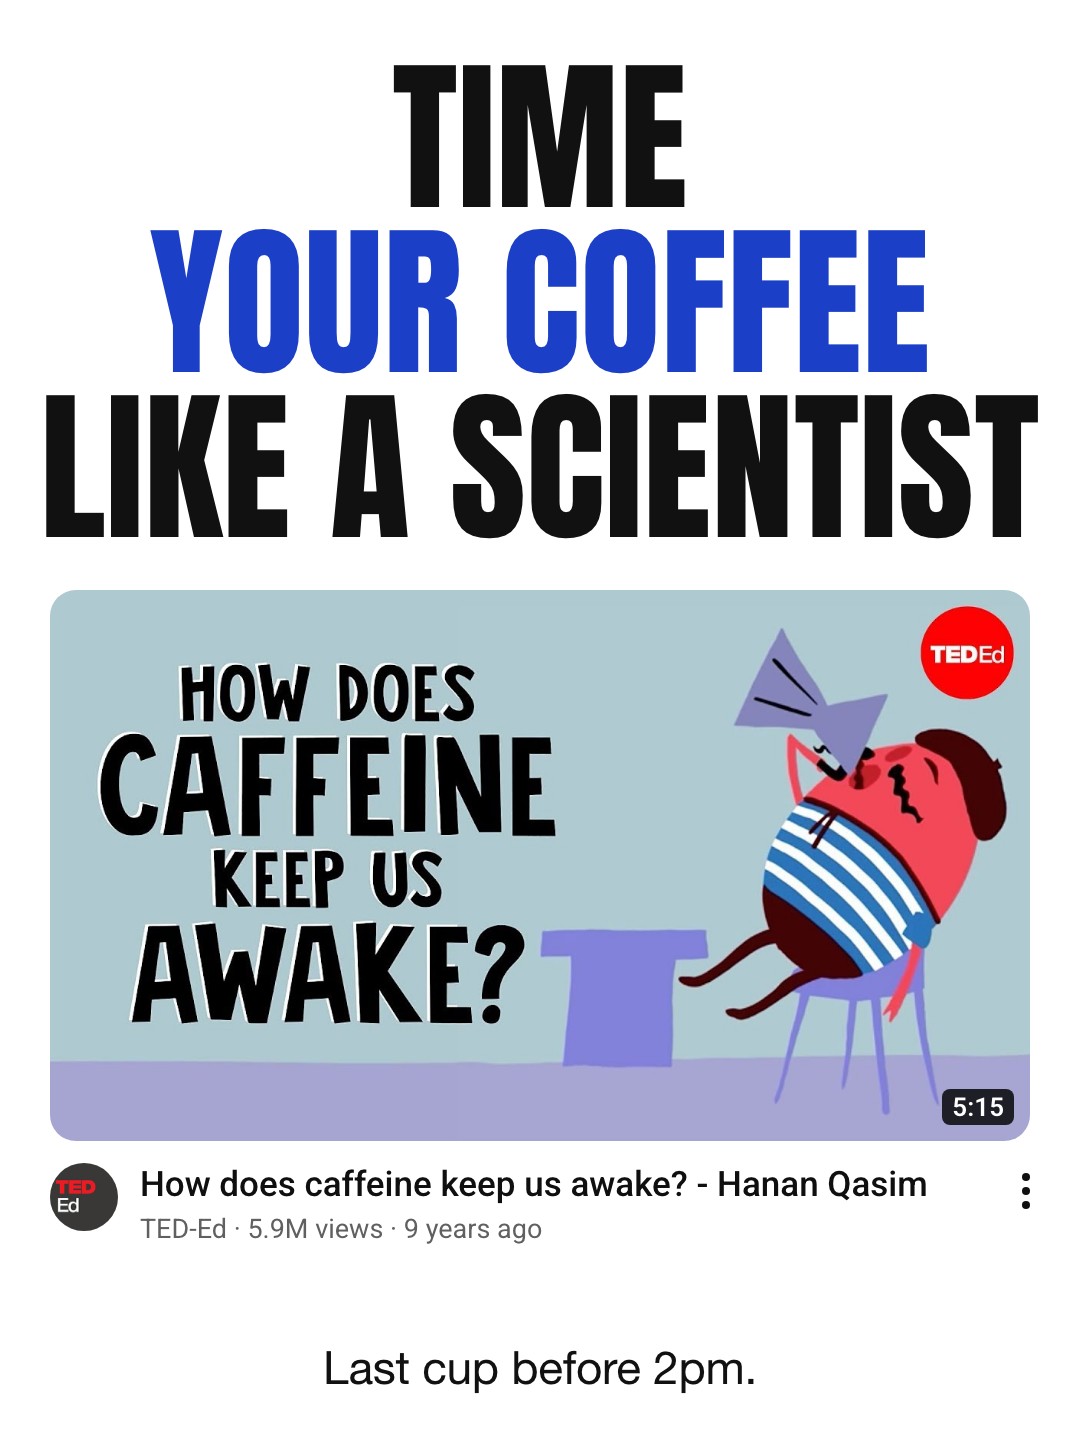 TIME
YOUR COFFEE
LIKE A SCIENTIST
HOW DOES
CAFFEINE
KEEP US
AWAKE?
TEDEd
5:15
TED
Ed
How does caffeine keep us awake? - Hanan Qasim
TED-Ed · 5.9M views · 9 years ago
Last cup before 2pm.